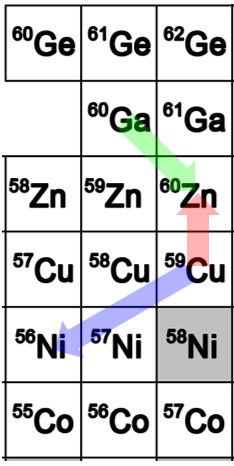 ⁶⁰Ge ⁶¹Ge ⁶²Ge
⁶⁰Ga ⁶¹Ga
⁵⁸Zn ⁵⁹Zn ⁶⁰Zn
⁵⁷Cu ⁵⁸Cu ⁵⁹Cu
⁵⁶Ni ⁵⁷Ni ⁵⁸Ni
⁵⁵Co ⁵⁶Co ⁵⁷Co